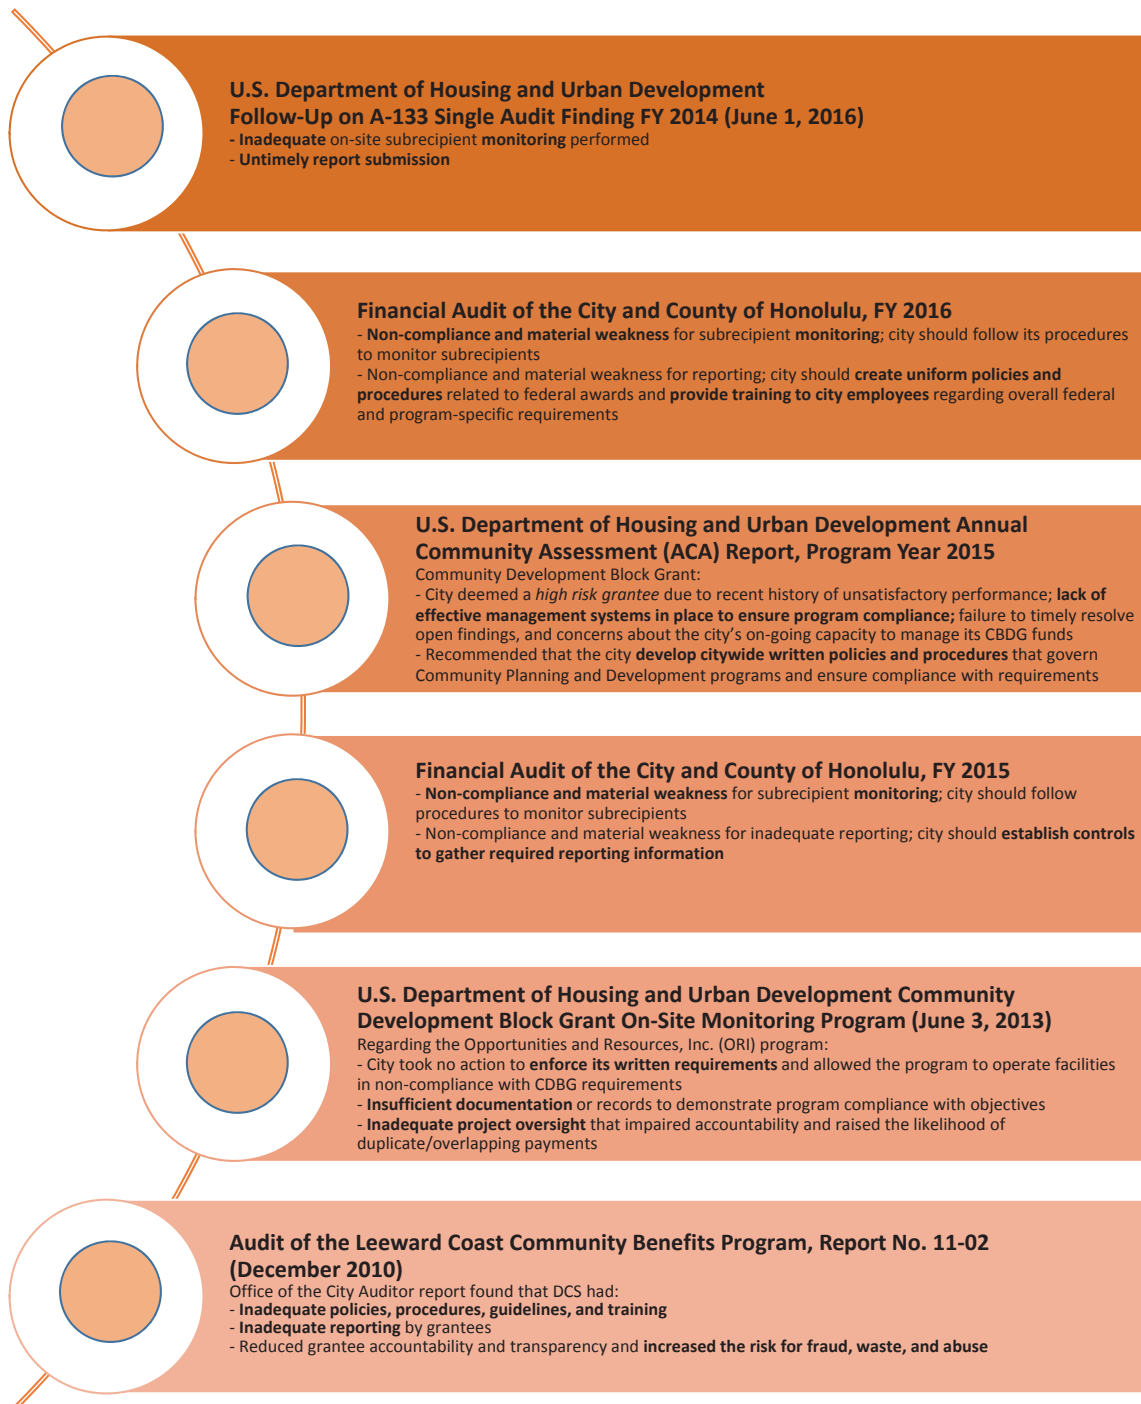 U.S. Department of Housing and Urban Development
Follow-Up on A-133 Single Audit Finding FY 2014 (June 1, 2016)
- Inadequate on-site subrecipient monitoring performed
- Untimely report submission
Financial Audit of the City and County of Honolulu, FY 2016
- Non-compliance and material weakness for subrecipient monitoring; city should follow its procedures
to monitor subrecipients
- Non-compliance and material weakness for reporting; city should create uniform policies and
procedures related to federal awards and provide training to city employees regarding overall federal
and program-specific requirements
U.S. Department of Housing and Urban Development Annual
Community Assessment (ACA) Report, Program Year 2015
Community Development Block Grant:
- City deemed a high risk grantee due to recent history of unsatisfactory performance; lack of
effective management systems in place to ensure program compliance; failure to timely resolve
open findings, and concerns about the city's on-going capacity to manage its CBDG funds
- Recommended that the city develop citywide written policies and procedures that govern
Community Planning and Development programs and ensure compliance with requirements
Financial Audit of the City and County of Honolulu, FY 2015
- Non-compliance and material weakness for subrecipient monitoring; city should follow
procedures to monitor subrecipients
- Non-compliance and material weakness for inadequate reporting; city should establish controls
to gather required reporting information
U.S. Department of Housing and Urban Development Community
Development Block Grant On-Site Monitoring Program (June 3, 2013)
Regarding the Opportunities and Resources, Inc. (ORI) program:
- City took no action to enforce its written requirements and allowed the program to operate facilities
in non-compliance with CDBG requirements
- Insufficient documentation or records to demonstrate program compliance with objectives
- Inadequate project oversight that impaired accountability and raised the likelihood of
duplicate/overlapping payments
Audit of the Leeward Coast Community Benefits Program, Report No. 11-02
(December 2010)
Office of the City Auditor report found that DCS had:
- Inadequate policies, procedures, guidelines, and training
- Inadequate reporting by grantees
- Reduced grantee accountability and transparency and increased the risk for fraud, waste, and abuse